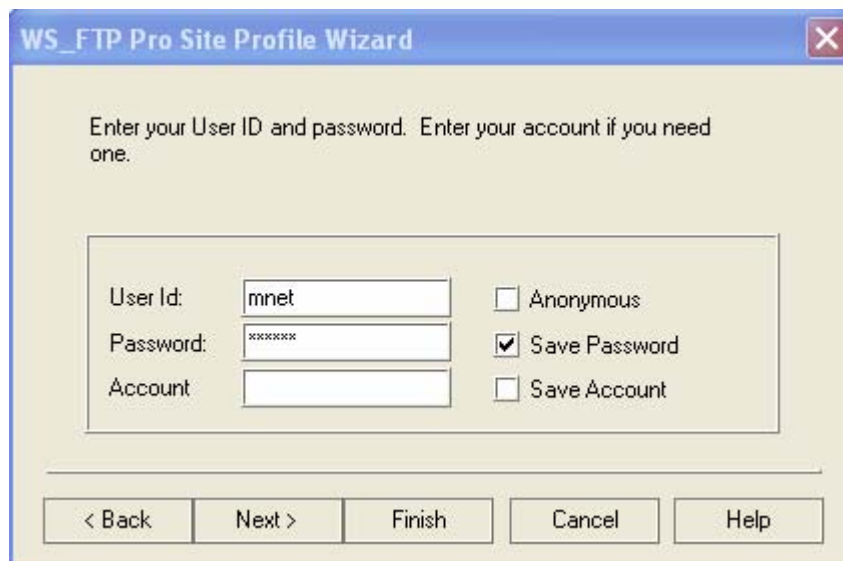 WS_FTP Pro Site Profile Wizard
Enter your User ID and password. Enter your account if you need
one.
User Id: mnet Anonymous
Password: ****** Save Password
Account Save Account
< Back Next > Finish Cancel Help